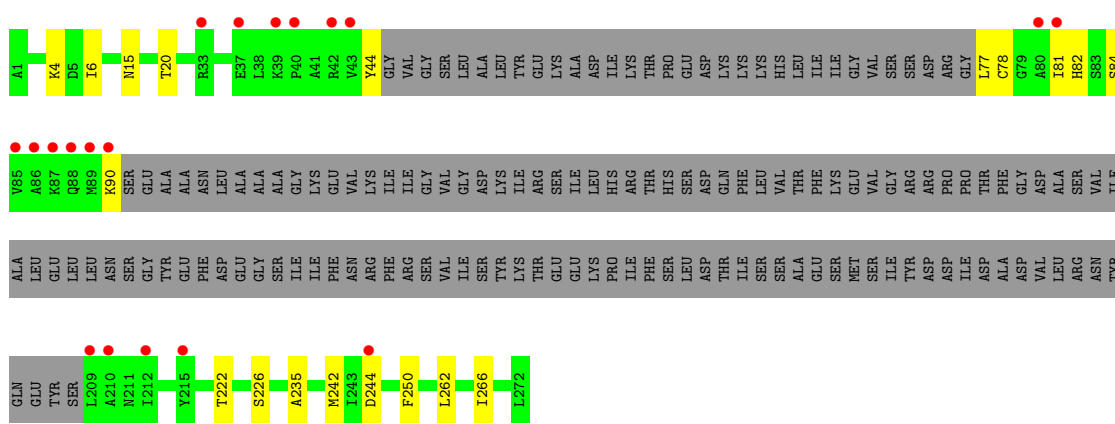 A1 K4 D5 I6 N15 T20 R33 E37 L38 K39 P40 A41 R42 V43 Y44 GLY VAL GLY SER LEU ALA LEU TYR GLU LYS ALA ASP ILE LYS THR PRO GLU ASP LYS LYS LYS HIS LEU ILE ILE GLY VAL SER SER ASP ARG GLY L77 C78 G79 A80 I81 H82 S83 S84
V85 A86 K87 Q88 M89 K90 SER GLU ALA ALA ASN LEU ALA ALA ALA GLY LYS GLU VAL LYS ILE ILE GLY VAL GLY ASP LYS ILE ARG SER ILE LEU HIS ARG THR HIS SER ASP GLN PHE LEU VAL THR PHE LYS GLU VAL GLY ARG ARG PRO PRO THR PHE GLY ASP ALA SER VAL ILE
ALA LEU GLU LEU LEU ASN SER GLY TYR GLU PHE ASP GLU GLY SER ILE ILE PHE ASN ARG PHE ARG SER VAL ILE SER TYR LYS THR GLU GLU LYS PRO ILE PHE SER LEU ASP THR ILE SER SER ALA GLU SER MET SER ILE TYR ASP ASP ILE ASP ALA ASP VAL LEU ARG ASN TYR
GLN GLU TYR SER L209 A210 N211 I212 Y215 T222 S226 A235 M242 I243 D244 F250 L262 I266 L272